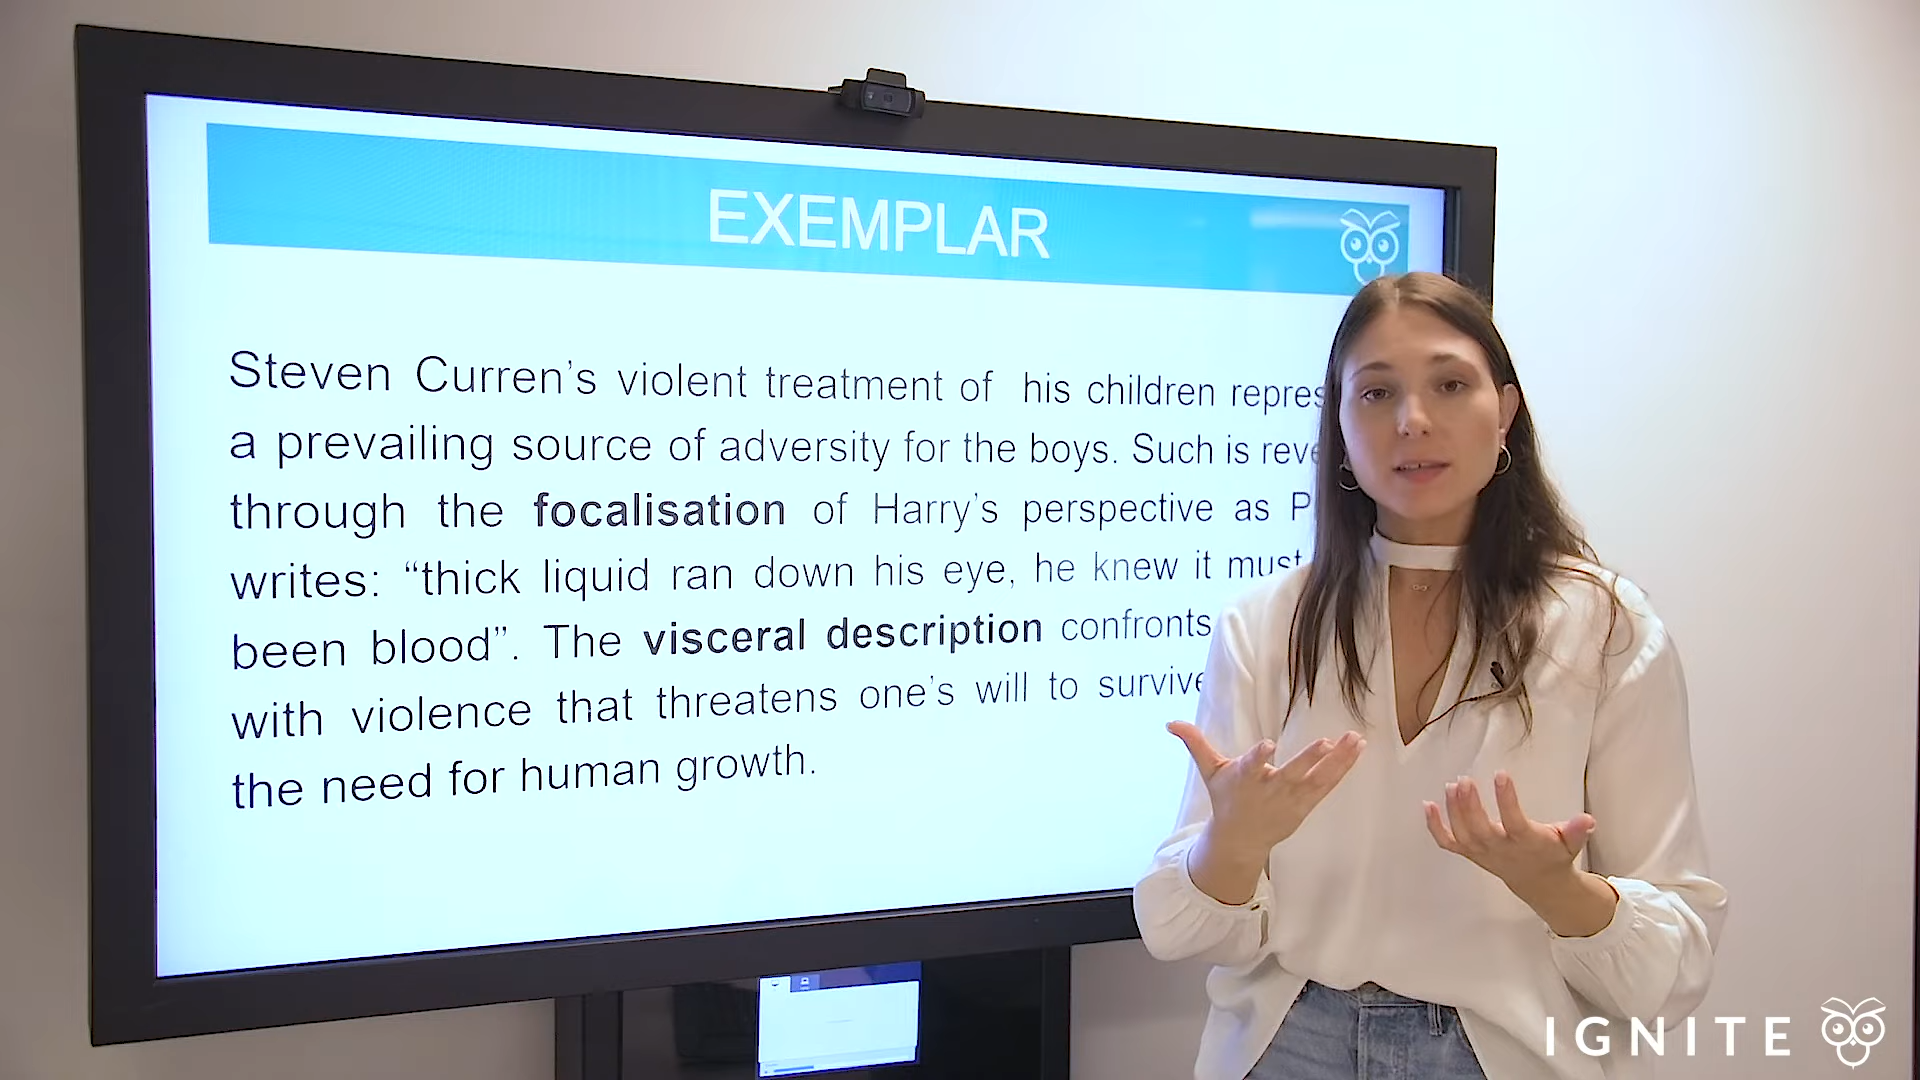 EXEMPLAR
Steven Curren's violent treatment of his children
a prevailing source of adversity for the boys. Such is
through the focalisation of Harry's perspective as
writes: “thick liquid ran down his eye, he knew it must
been blood”. The visceral description confronts
with violence that threatens one's will to survive
the need for human growth.
IGNITE